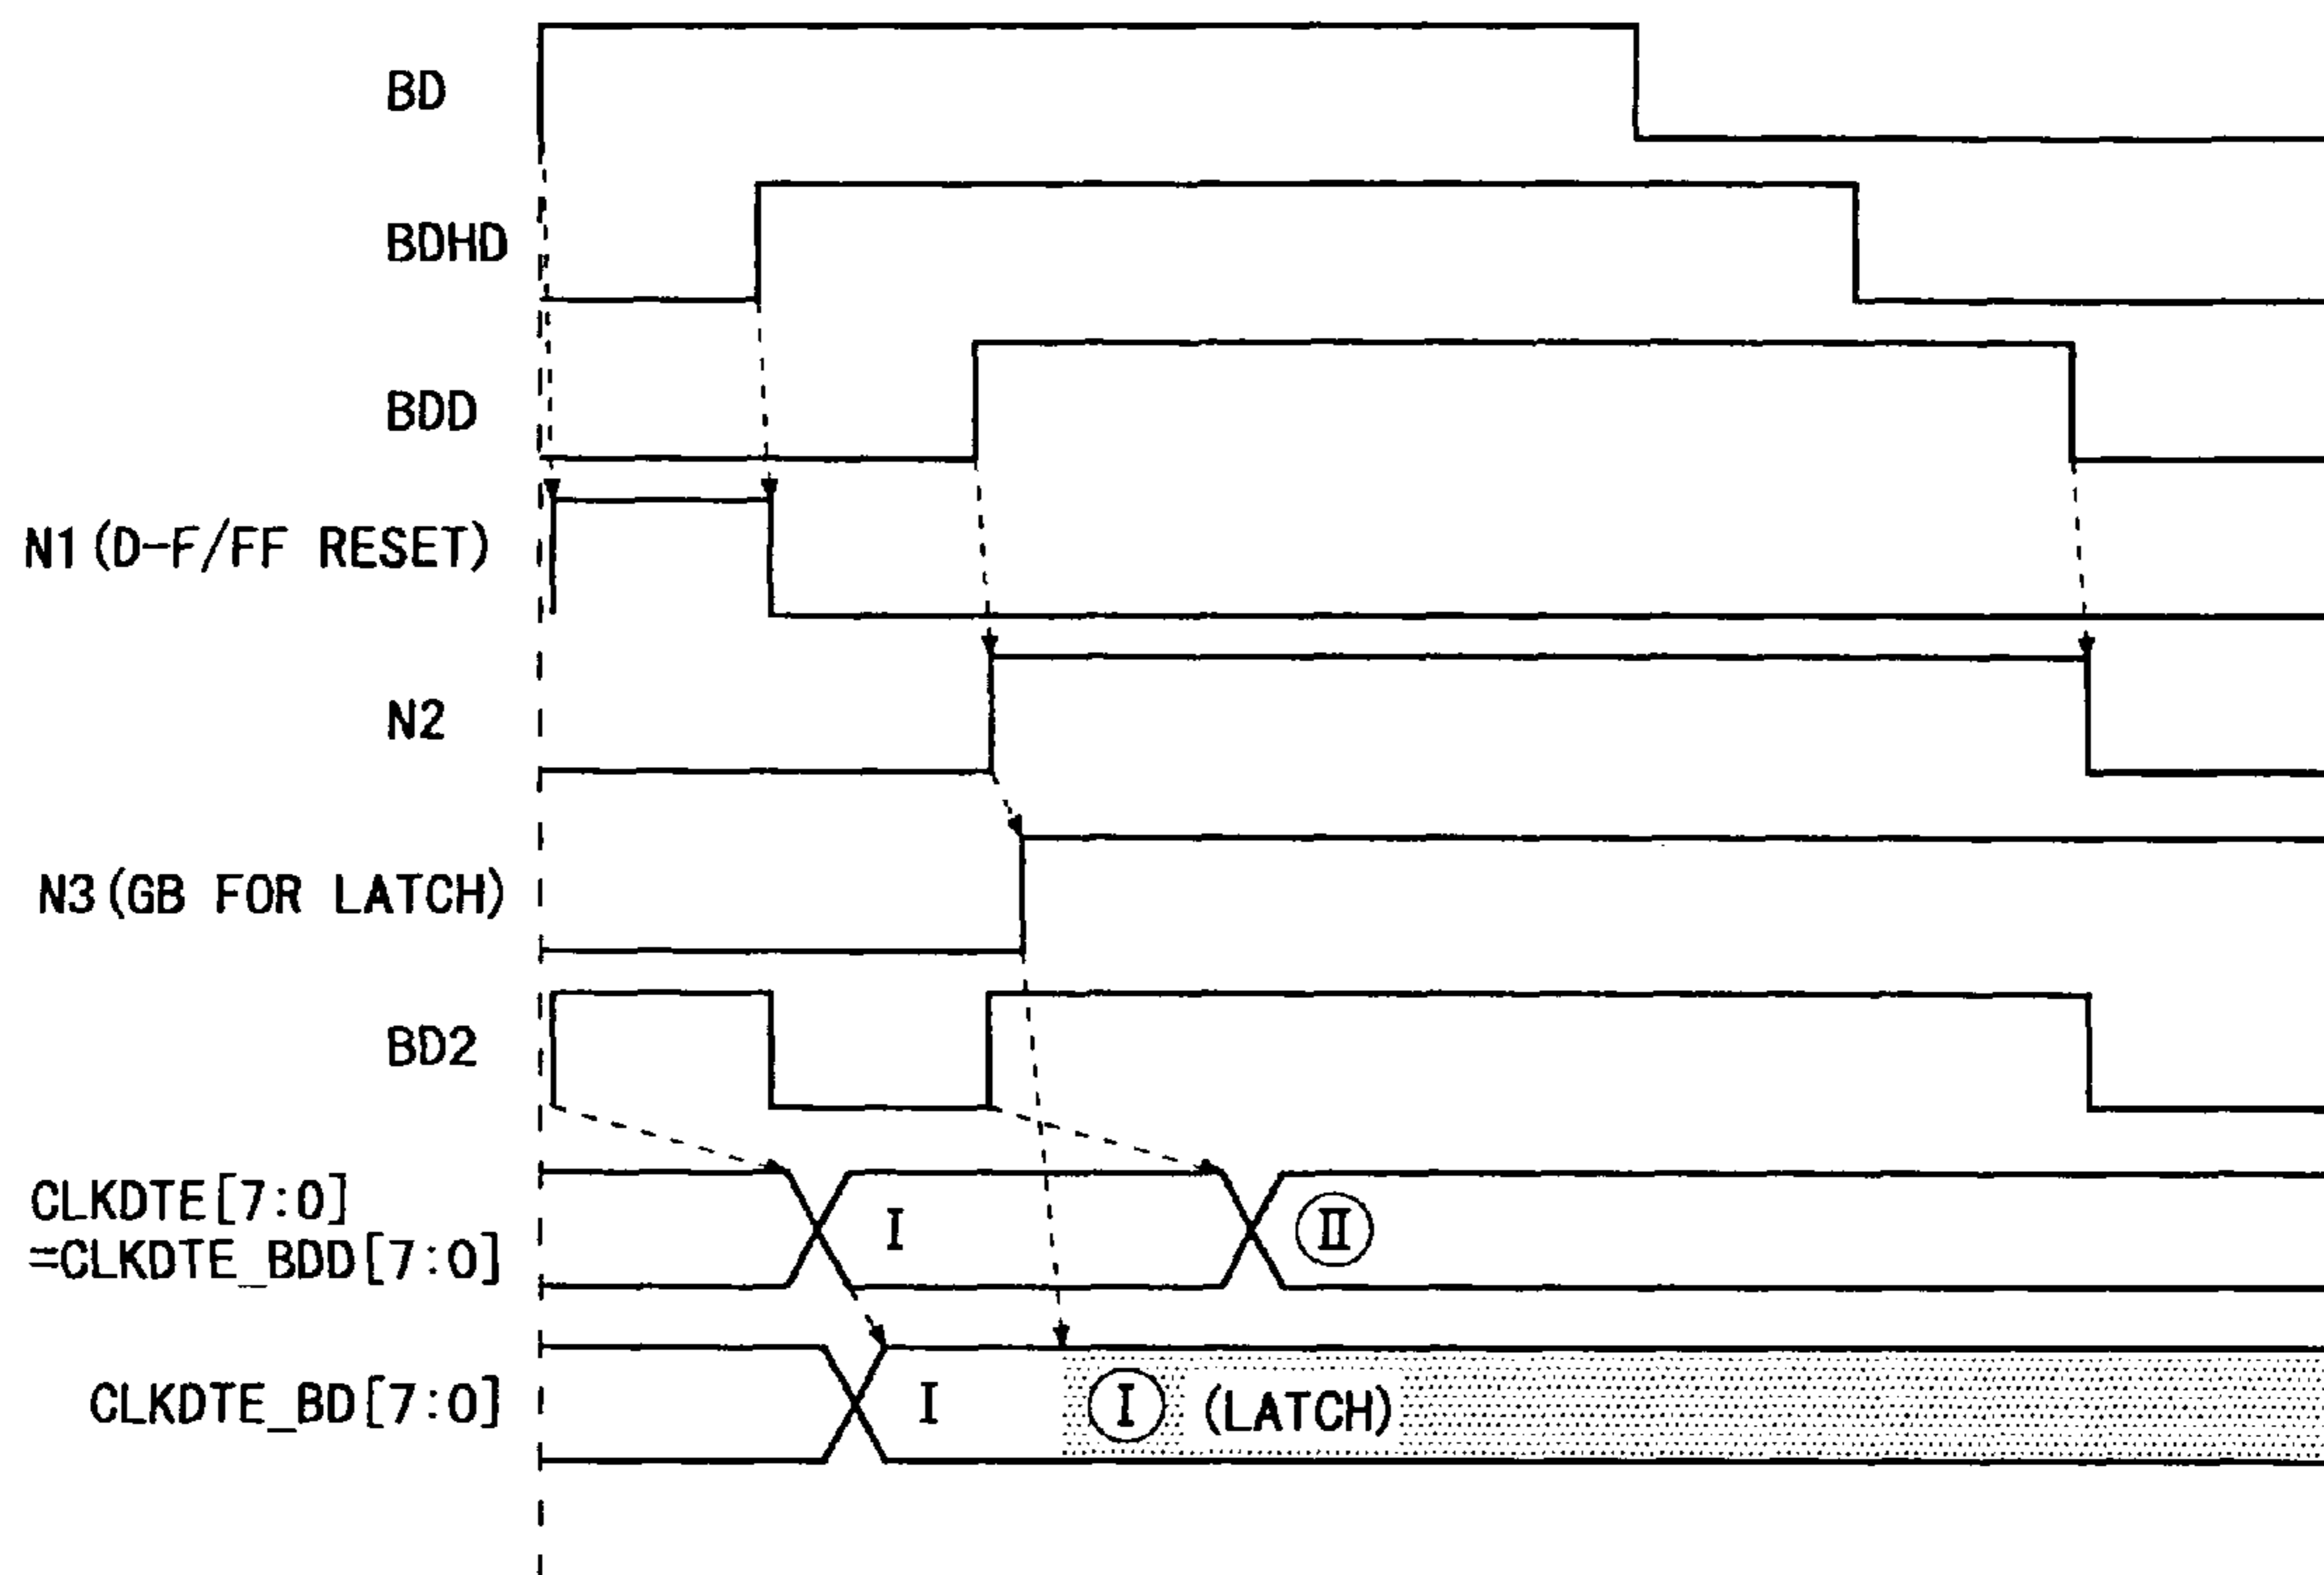 BD
BDHD
BDD
N1(D-F/FF RESET)
N2
N3(GB FOR LATCH)
BD2
CLKDTE[7:0]
=CLKDTE_BDD[7:0]
I
Ⅱ
CLKDTE_BD[7:0]
I
I (LATCH)